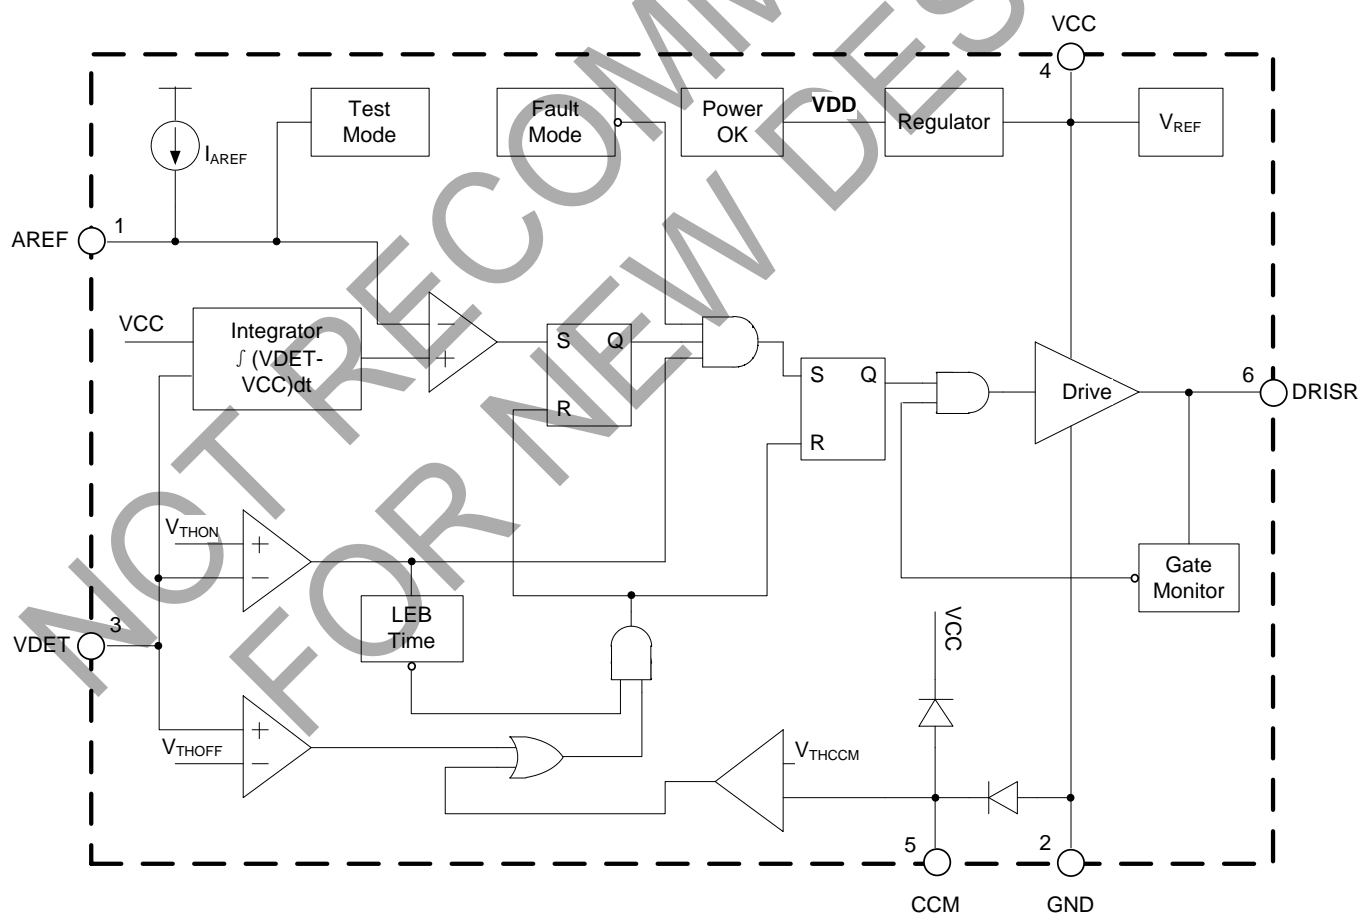 VCC
4
Test
Mode
Fault
Mode
Power
OK
VDD
Regulator
VREF
IAREF
1
AREF
VCC
Integrator
∫ (VDET-
VCC)dt
−
+
S
Q
R
S
Q
R
Drive
6
DRISR
VTHON
+
−
LEB
Time
Gate
Monitor
3
VDET
VCC
+
VTHOFF
−
VTHCCM
5
2
CCM
GND
NOT RECOMM
FOR NEW DES